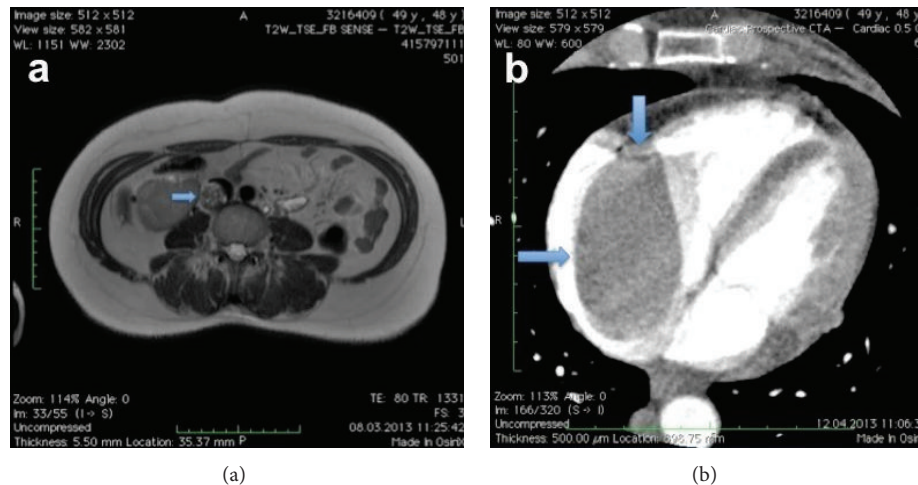 Image size: 512 x 512
View size: 582 x 581
WL: 1151 WW: 2302
A
3216409 ( 49 y , 48 y )
T2W_TSE_FB SENSE — T2W_TSE_FB
415797111
501
a
R
L
Zoom: 114% Angle: 0
Im: 33/55 (I -> S)
Uncompressed
Thickness: 5.50 mm Location: 35.37 mm
P
TE: 80 TR: 1331
FS: 3
08.03.2013 11:25:42
Made In OsiriX
(a)
Image size: 512 x 512
View size: 579 x 579
WL: 80 WW: 600
A
3216409 ( 49 y , 48 y )
Cardiac Prospective CTA — Cardiac 0.5
b
R
Zoom: 113% Angle: 0
Im: 166/320 (S -> I)
Uncompressed
Thickness: 500.00 µm Location:
12.04.2013 11:06:3
Made In Osiri
(b)